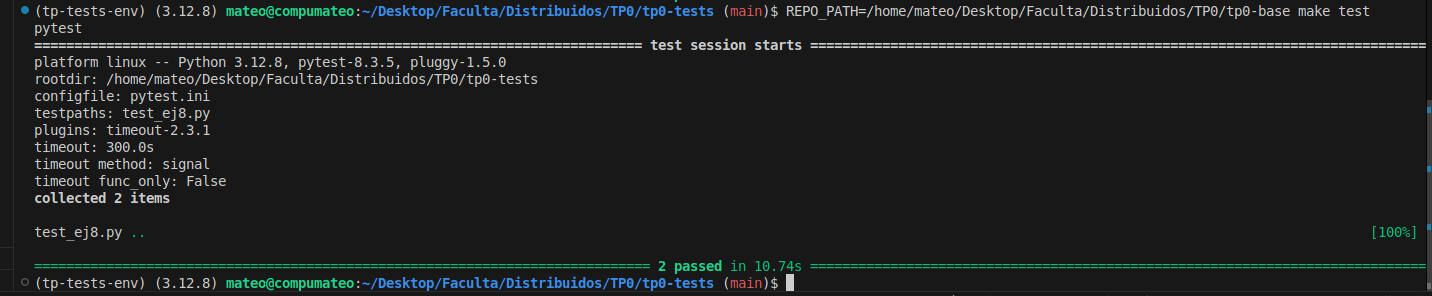 (tp-tests-env) (3.12.8) mateo@compumateo:~/Desktop/Faculta/Distribuidos/TP0/tp0-tests (main)$ REPO_PATH=/home/mateo/Desktop/Faculta/Distribuidos/TP0/tp0-base make test
pytest
============================================================================ test session starts =============================================================================
platform linux -- Python 3.12.8, pytest-8.3.5, pluggy-1.5.0
rootdir: /home/mateo/Desktop/Faculta/Distribuidos/TP0/tp0-tests
configfile: pytest.ini
testpaths: test_ej8.py
plugins: timeout-2.3.1
timeout: 300.0s
timeout method: signal
timeout func_only: False
collected 2 items
test_ej8.py .. [100%]
============================================================================= 2 passed in 10.74s =============================================================================
(tp-tests-env) (3.12.8) mateo@compumateo:~/Desktop/Faculta/Distribuidos/TP0/tp0-tests (main)$